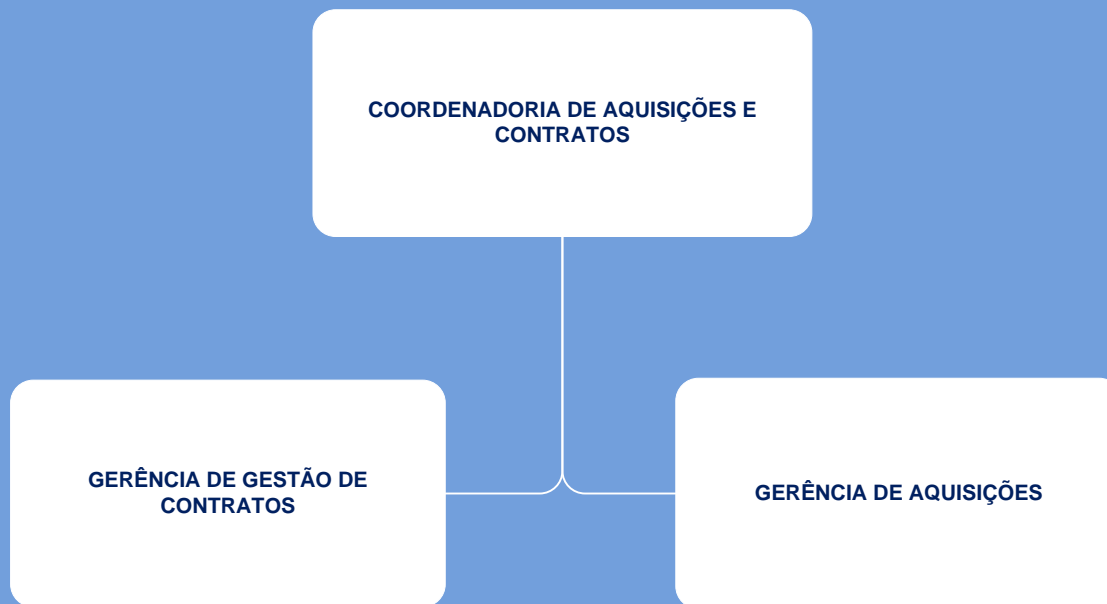 COORDENADORIA DE AQUISIÇÕES E
CONTRATOS
GERÊNCIA DE GESTÃO DE
CONTRATOS
GERÊNCIA DE AQUISIÇÕES